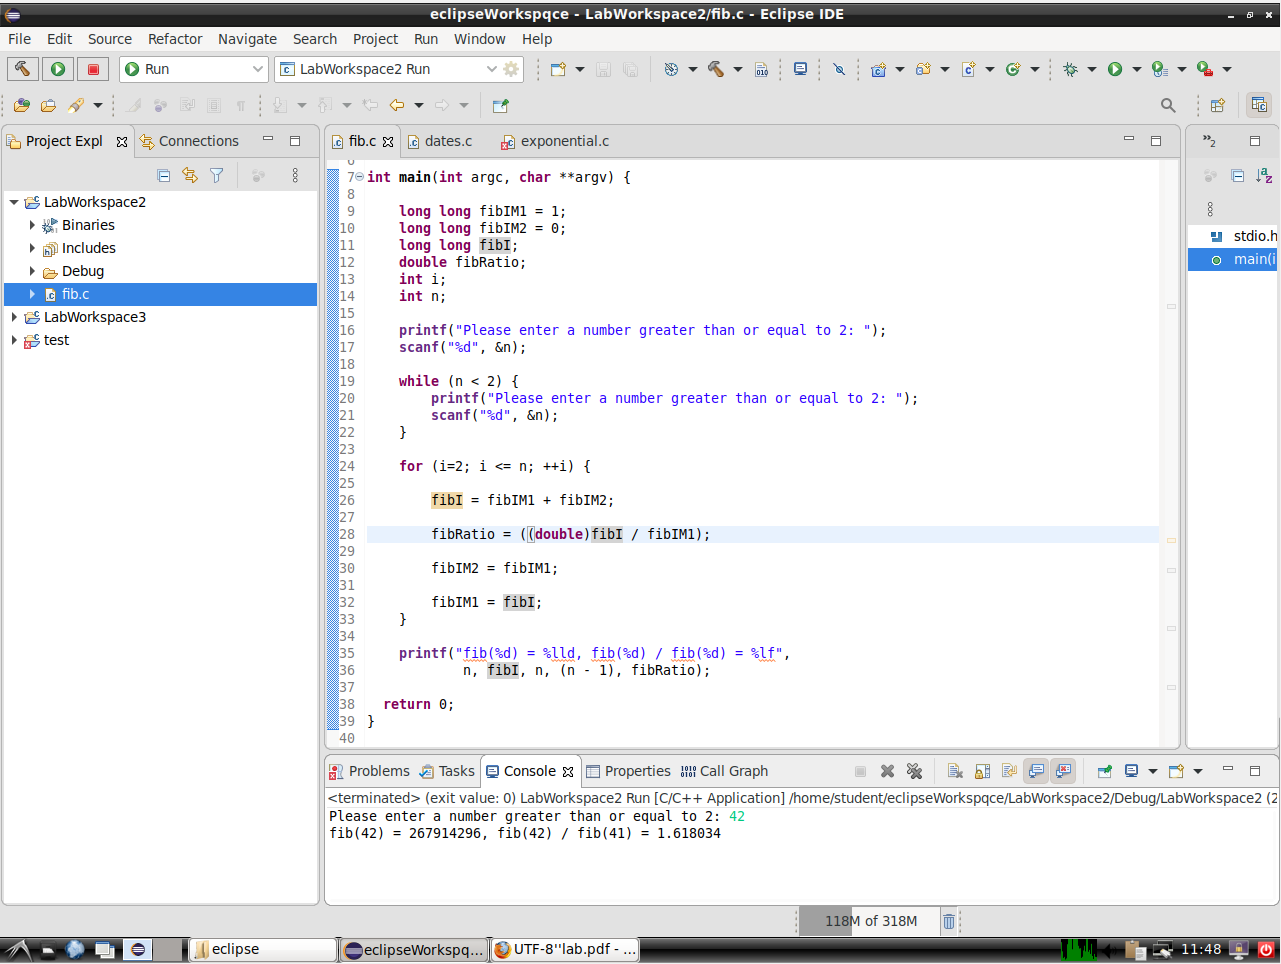 eclipseWorkspqce - LabWorkspace2/fib.c - Eclipse IDE
File Edit Source Refactor Navigate Search Project Run Window Help
Run LabWorkspace2 Run
Project Expl Connections
LabWorkspace2
Binaries
Includes
Debug
fib.c
LabWorkspace3
test
fib.c dates.c exponential.c
6
7 int main(int argc, char **argv) {
8
9 long long fibIM1 = 1;
10 long long fibIM2 = 0;
11 long long fibI;
12 double fibRatio;
13 int i;
14 int n;
15
16 printf("Please enter a number greater than or equal to 2: ");
17 scanf("%d", &n);
18
19 while (n < 2) {
20 printf("Please enter a number greater than or equal to 2: ");
21 scanf("%d", &n);
22 }
23
24 for (i=2; i <= n; ++i) {
25
26 fibI = fibIM1 + fibIM2;
27
28 fibRatio = ((double)fibI / fibIM1);
29
30 fibIM2 = fibIM1;
31
32 fibIM1 = fibI;
33 }
34
35 printf("fib(%d) = %lld, fib(%d) / fib(%d) = %lf",
36 n, fibI, n, (n - 1), fibRatio);
37
38 return 0;
39 }
40
»2
stdio.h
main(i
Problems Tasks Console Properties Call Graph
<terminated> (exit value: 0) LabWorkspace2 Run [C/C++ Application] /home/student/eclipseWorkspqce/LabWorkspace2/Debug/LabWorkspace2 (2
Please enter a number greater than or equal to 2: 42
fib(42) = 267914296, fib(42) / fib(41) = 1.618034
118M of 318M
eclipse eclipseWorkspq... UTF-8''lab.pdf - ... 11:48